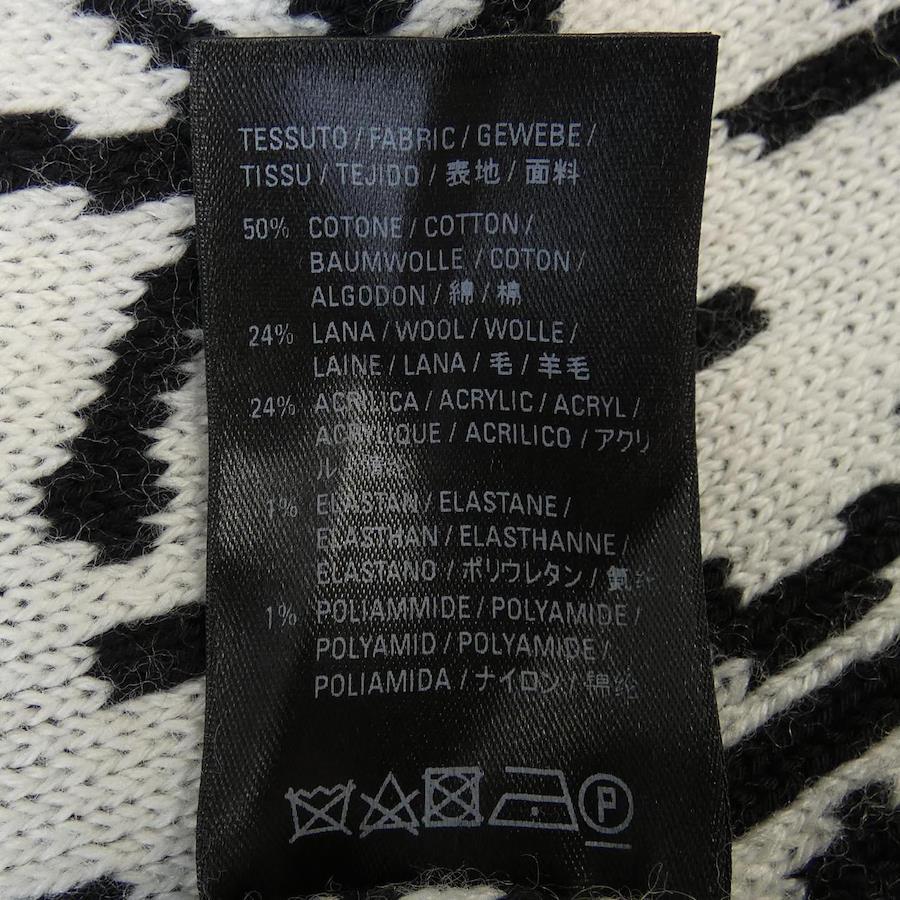 TESSUTO / FABRIC / GEWEBE /
TISSU / TEJIDO / 表地 / 面料
50% COTONE / COTTON /
BAUMWOLLE / COTON /
ALGODON / 綿 / 棉
24% LANA / WOOL / WOLLE /
LAINE / LANA / 毛 / 羊毛
24% ACRILICA / ACRYLIC / ACRYL /
ACRYLIQUE / ACRILICO / アクリ
ル /
1% ELASTAN / ELASTANE /
ELASTHAN / ELASTHANNE /
ELASTANO / ポリウレタン /
1% POLIAMMIDE / POLYAMIDE /
POLYAMID / POLYAMIDE /
POLIAMIDA / ナイロン / 锦纶
P